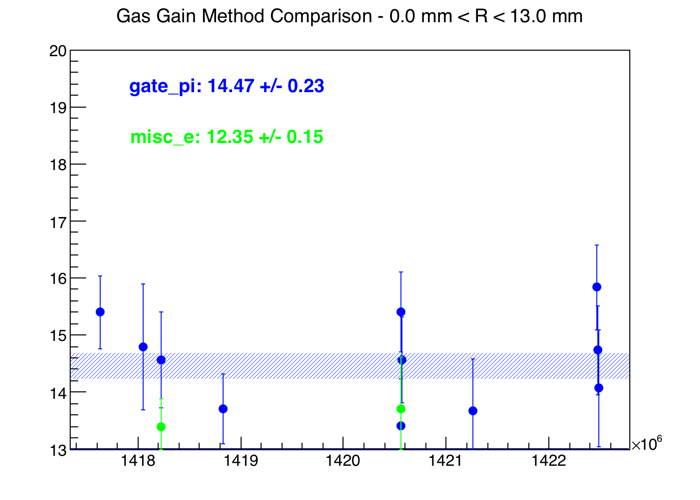 Gas Gain Method Comparison - 0.0 mm < R < 13.0 mm
20
gate_pi: 14.47 +/- 0.23
19
misc_e: 12.35 +/- 0.15
18
17
16
15
14
13
1418 1419 1420 1421 1422 ×10⁶